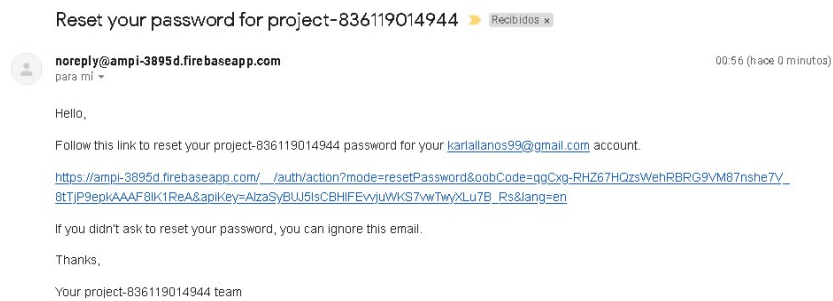 Reset your password for project-836119014944 Recibidos x
noreply@ampi-3895d.firebaseapp.com 00:56 (hace 0 minutos)
para mí
Hello,
Follow this link to reset your project-836119014944 password for your karlallanos99@gmail.com account.
https://ampi-3895d.firebaseapp.com/__/auth/action?mode=resetPassword&oobCode=qgCxg-RHZ67HQzsWehRBRG9VM87nshe7V_
8tTjP9epkAAAF8lK1ReA&apiKey=AIzaSyBUJ5IsCBHIFEvvjuWKS7vwTwyXLu7B_Rs&lang=en
If you didn't ask to reset your password, you can ignore this email.
Thanks,
Your project-836119014944 team